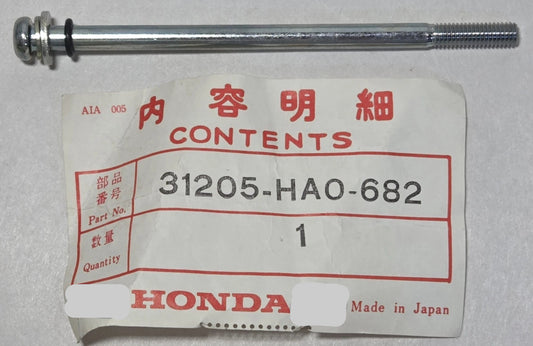 AIA 005
内容明細
CONTENTS
部品番号
Part No.
31205-HA0-682
数量
Quantity
1
HONDA
Made in Japan